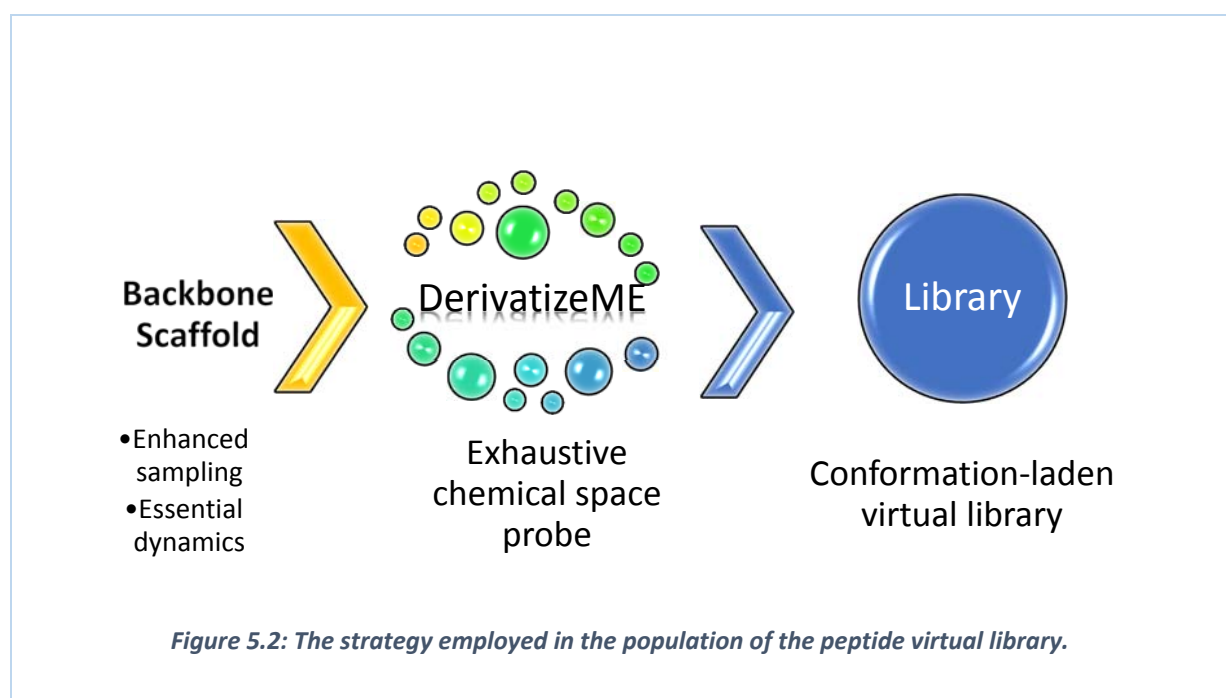 Backbone
Scaffold
•Enhanced
sampling
•Essential
dynamics
DerivatizeME
Exhaustive
chemical space
probe
Library
Conformation-laden
virtual library
Figure 5.2: The strategy employed in the population of the peptide virtual library.